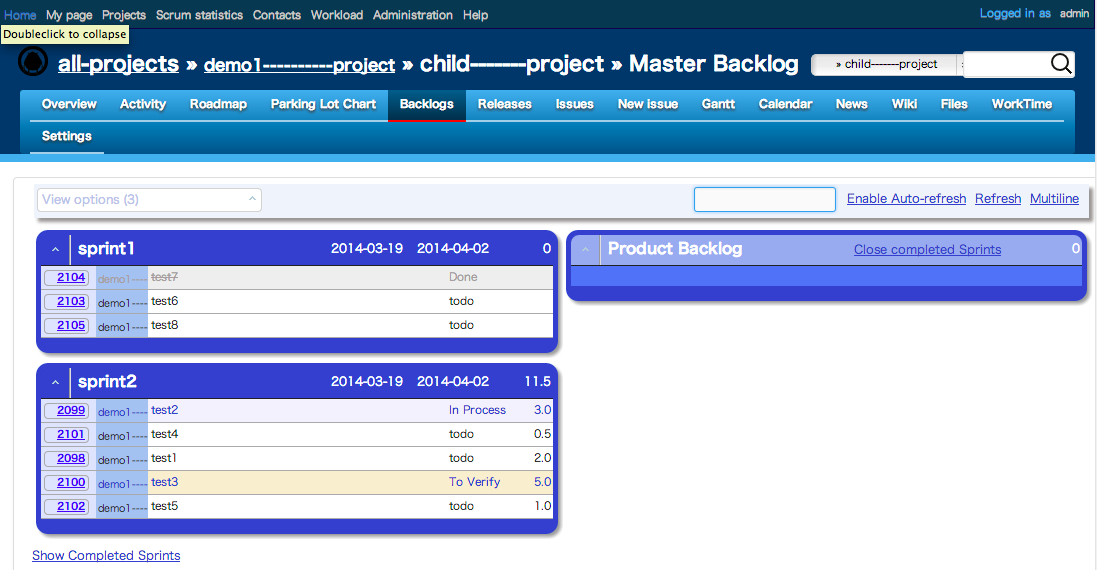 Home My page Projects Scrum statistics Contacts Workload Administration Help Logged in as admin
Doubleclick to collapse
all-projects » demo1----------project » child-------project » Master Backlog » child-------project
Overview Activity Roadmap Parking Lot Chart Backlogs Releases Issues New issue Gantt Calendar News Wiki Files WorkTime
Settings
View options (3) Enable Auto-refresh Refresh Multiline
sprint1 2014-03-19 2014-04-02 0
2104 demo1---- test7 Done
2103 demo1---- test6 todo
2105 demo1---- test8 todo
Product Backlog Close completed Sprints 0
sprint2 2014-03-19 2014-04-02 11.5
2099 demo1---- test2 In Process 3.0
2101 demo1---- test4 todo 0.5
2098 demo1---- test1 todo 2.0
2100 demo1---- test3 To Verify 5.0
2102 demo1---- test5 todo 1.0
Show Completed Sprints